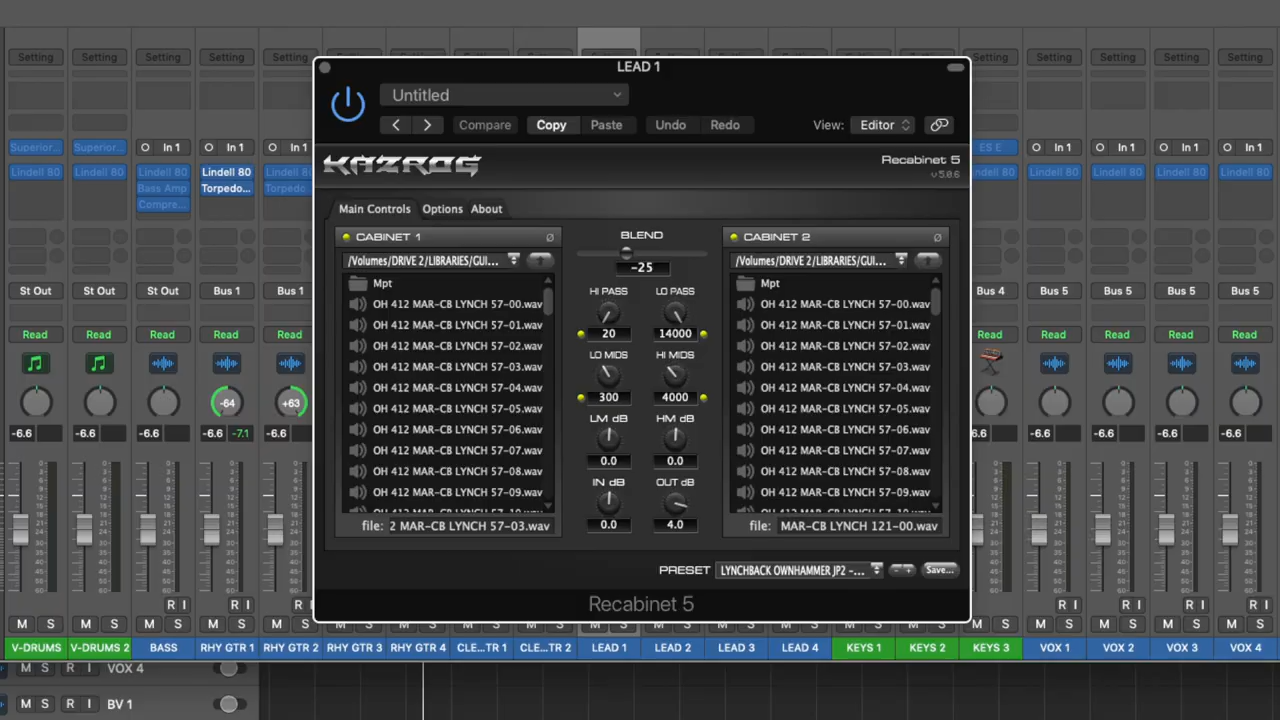 Setting Setting Setting Setting Setting Setting Setting Setting Setting
LEAD 1
Untitled
Compare Copy Paste Undo Redo View: Editor
Superior... Superior... In 1 In 1 In 1 ES E In 1 In 1 In 1 In 1
KAZROG
Recabinet 5
v 5.0.6
Lindell 80 Lindell 80 Lindell 80 Lindell 80 Lindell 80 Lindell 80 Lindell 80 Lindell 80 Lindell 80 Lindell 80
Bass Amp Torpedo... Torpedo
Compre...
Main Controls Options About
CABINET 1 ø BLEND CABINET 2 ø
/Volumes/DRIVE 2/LIBRARIES/GUI... -25 /Volumes/DRIVE 2/LIBRARIES/GUI...
Mpt HI PASS LO PASS Mpt
St Out St Out St Out Bus 1 Bus 1 Bus 4 Bus 5 Bus 5 Bus 5 Bus 5
OH 412 MAR-CB LYNCH 57-00.wav OH 412 MAR-CB LYNCH 57-00.wav
OH 412 MAR-CB LYNCH 57-01.wav OH 412 MAR-CB LYNCH 57-01.wav
Read Read Read Read Read 20 14000 Read Read Read Read Read
OH 412 MAR-CB LYNCH 57-02.wav LO MIDS HI MIDS OH 412 MAR-CB LYNCH 57-02.wav
OH 412 MAR-CB LYNCH 57-03.wav OH 412 MAR-CB LYNCH 57-03.wav
OH 412 MAR-CB LYNCH 57-04.wav 300 4000 OH 412 MAR-CB LYNCH 57-04.wav
-64 +63
OH 412 MAR-CB LYNCH 57-05.wav LM dB HM dB OH 412 MAR-CB LYNCH 57-05.wav
OH 412 MAR-CB LYNCH 57-06.wav OH 412 MAR-CB LYNCH 57-06.wav
-6.6 -6.6 -6.6 -6.6 -7.1 -6.6 6.6 -6.6 -6.6 -6.6 -6.6
OH 412 MAR-CB LYNCH 57-07.wav 0.0 0.0 OH 412 MAR-CB LYNCH 57-07.wav
OH 412 MAR-CB LYNCH 57-08.wav IN dB OUT dB OH 412 MAR-CB LYNCH 57-08.wav
OH 412 MAR-CB LYNCH 57-09.wav OH 412 MAR-CB LYNCH 57-09.wav
file: 2 MAR-CB LYNCH 57-03.wav 0.0 4.0 file: MAR-CB LYNCH 121-00.wav
PRESET LYNCHBACK OWNHAMMER JP2 -... - + Save...
Recabinet 5
R I R I R I R I R I R I R I
M S M S M S M S M S M S M S M S M S M S
V-DRUMS V-DRUMS 2 BASS RHY GTR 1 RHY GTR 2 RHY GTR 3 RHY GTR 4 CLE...TR 1 CLE...TR 2 LEAD 1 LEAD 2 LEAD 3 LEAD 4 KEYS 1 KEYS 2 KEYS 3 VOX 1 VOX 2 VOX 3 VOX 4
M S R I VOX 4
M S R I BV 1